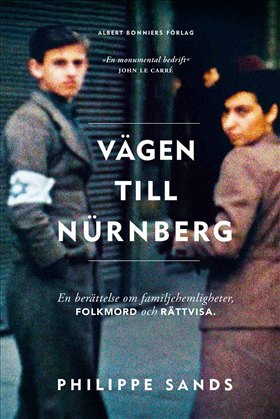 ALBERT BONNIERS FÖRLAG
»En monumental bedrift«
JOHN LE CARRÉ
VÄGEN
TILL
NÜRNBERG
En berättelse om familjehemligheter,
FOLKMORD och RÄTTVISA.
PHILIPPE SANDS